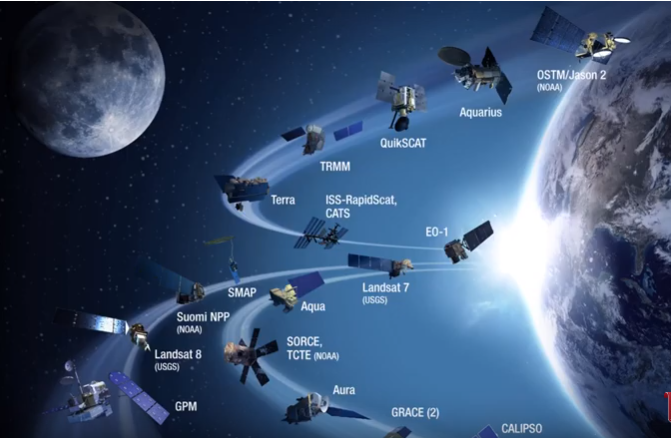 OSTM/Jason 2
(NOAA)
Aquarius
QuikSCAT
TRMM
Terra
ISS-RapidScat,
CATS
EO-1
Landsat 7
(USGS)
SMAP
Aqua
Suomi NPP
(NOAA)
SORCE,
TCTE (NOAA)
Landsat 8
(USGS)
Aura
GPM
GRACE (2)
CALIPSO